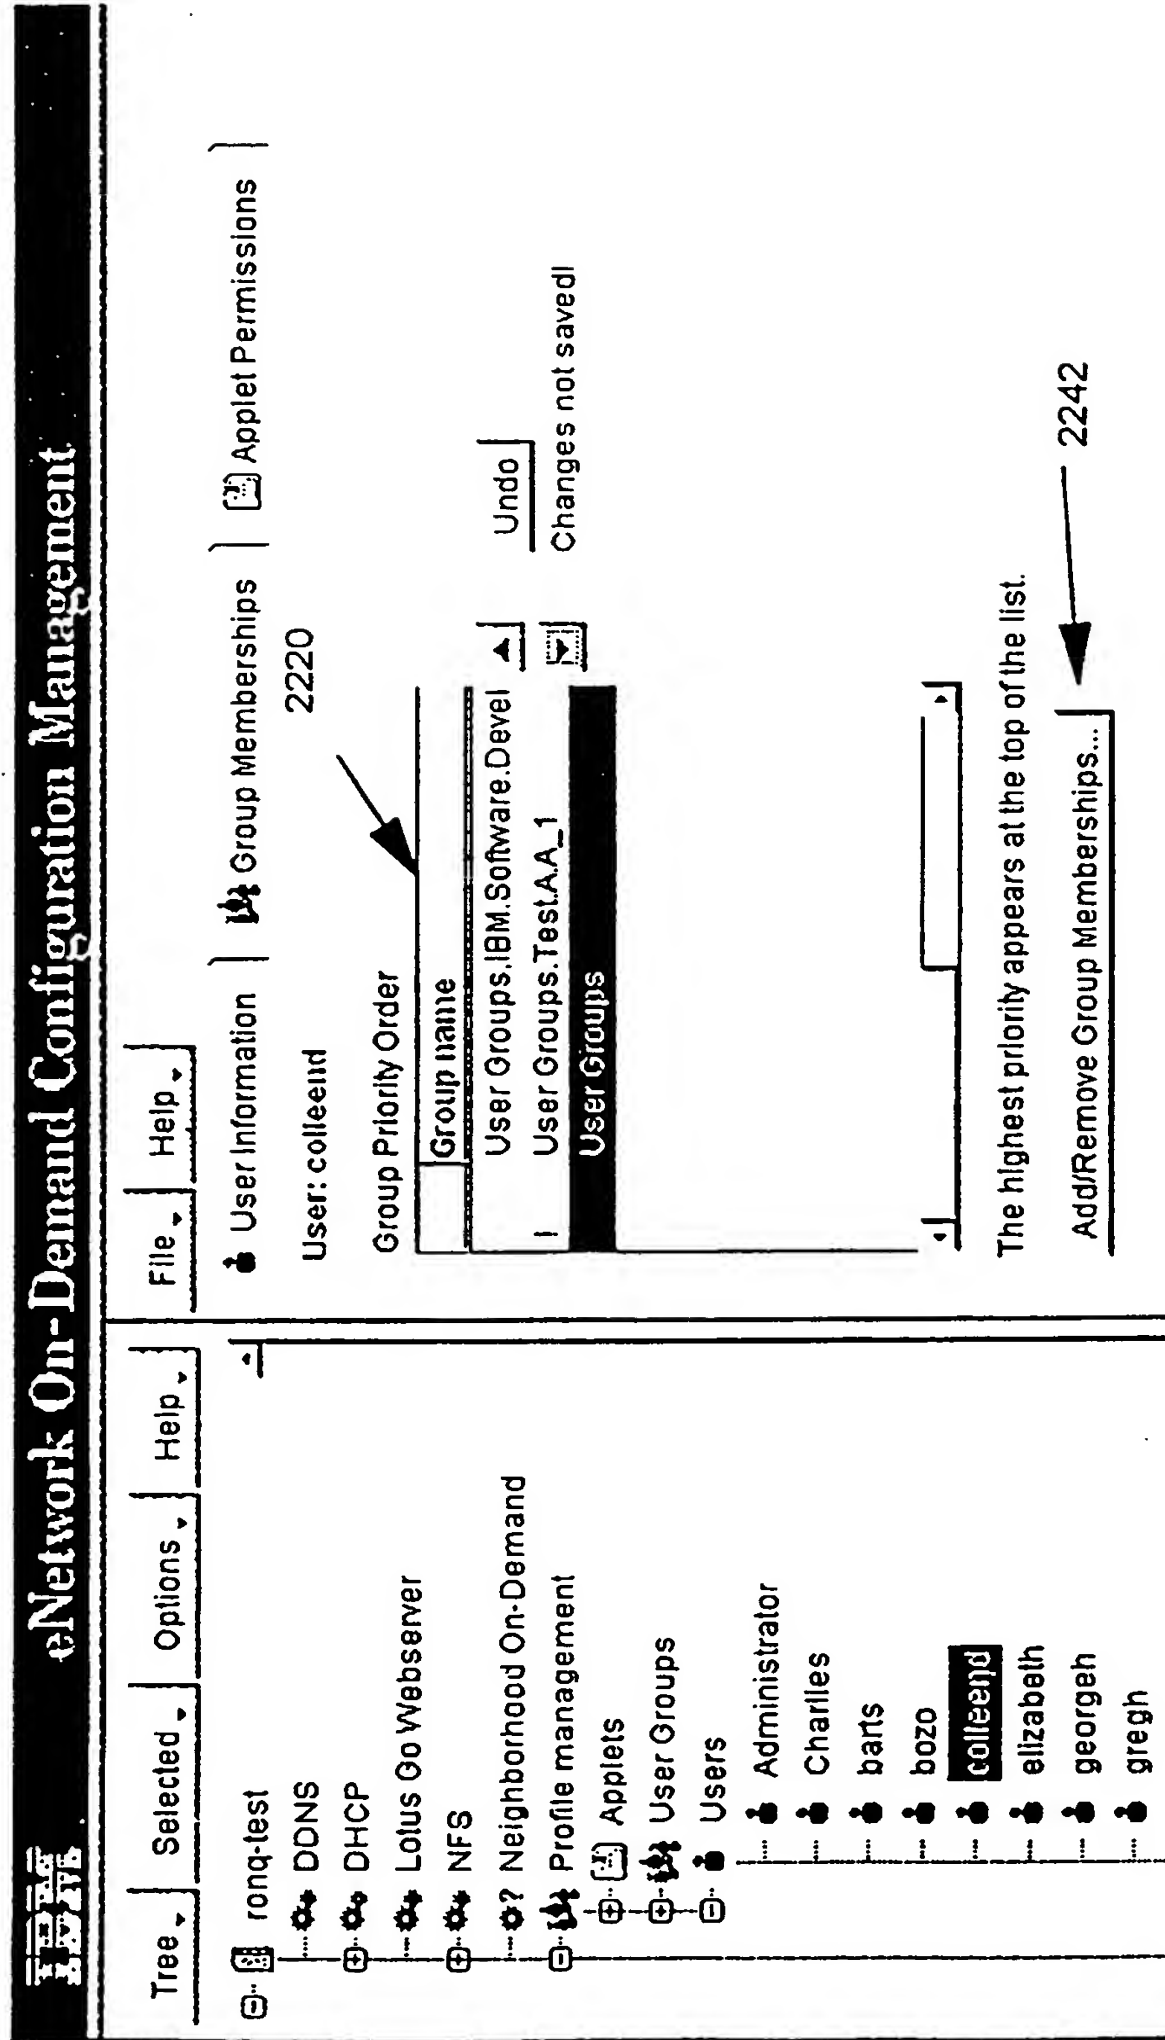 IBM eNetwork On-Demand Configuration Management
Tree Selected Options Help
ronq-test
DDNS
DHCP
Lotus Go Webserver
NFS
? Neighborhood On-Demand
Profile management
Applets
User Groups
Users
Administrator
Charlles
barts
bozo
colleend
elizabeth
georgeh
gregh
File Help
User Information Group Memberships Applet Permissions
User: colleend
2220
Group Priority Order
Group name
User Groups.IBM.Software.Devel
User Groups.Test.A.A_1
User Groups
Undo
Changes not saved!
The highest priority appears at the top of the list.
Add/Remove Group Memberships...
2242